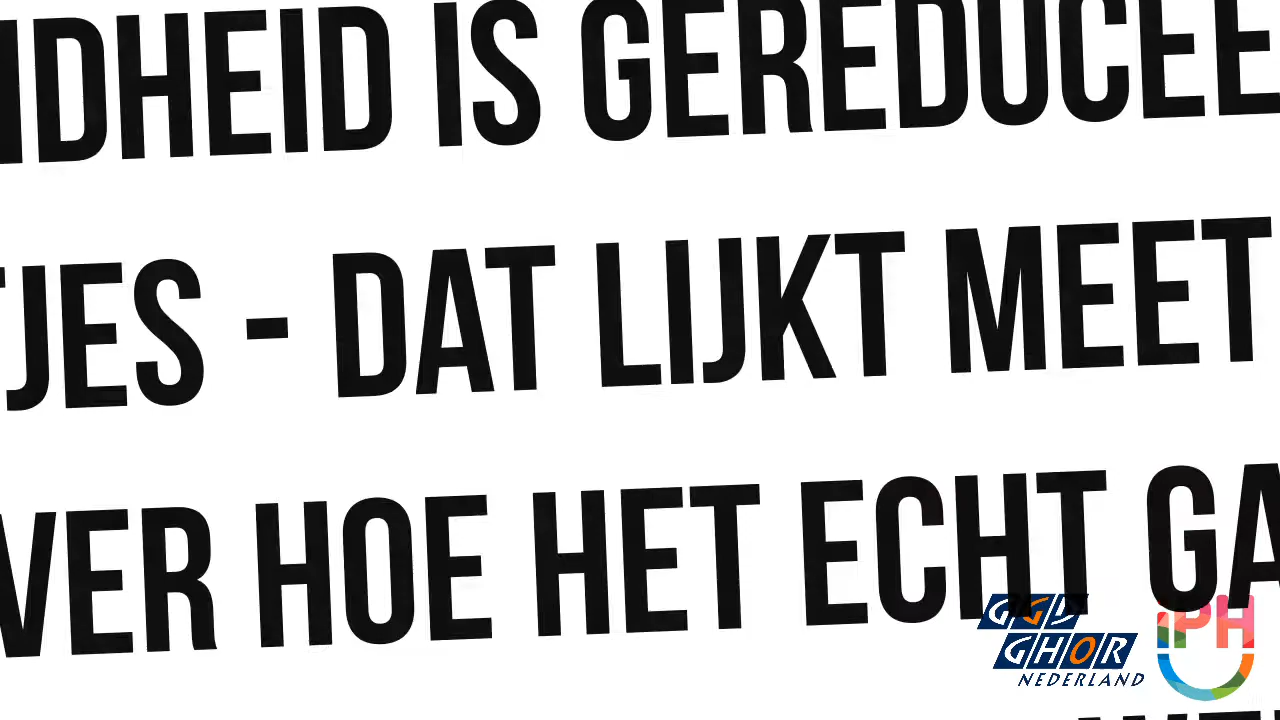 IDHEID IS GEREDUCEE
TJES - DAT LIJKT MEET
VER HOE HET ECHT GA
GGD
GHOR
NEDERLAND
PH